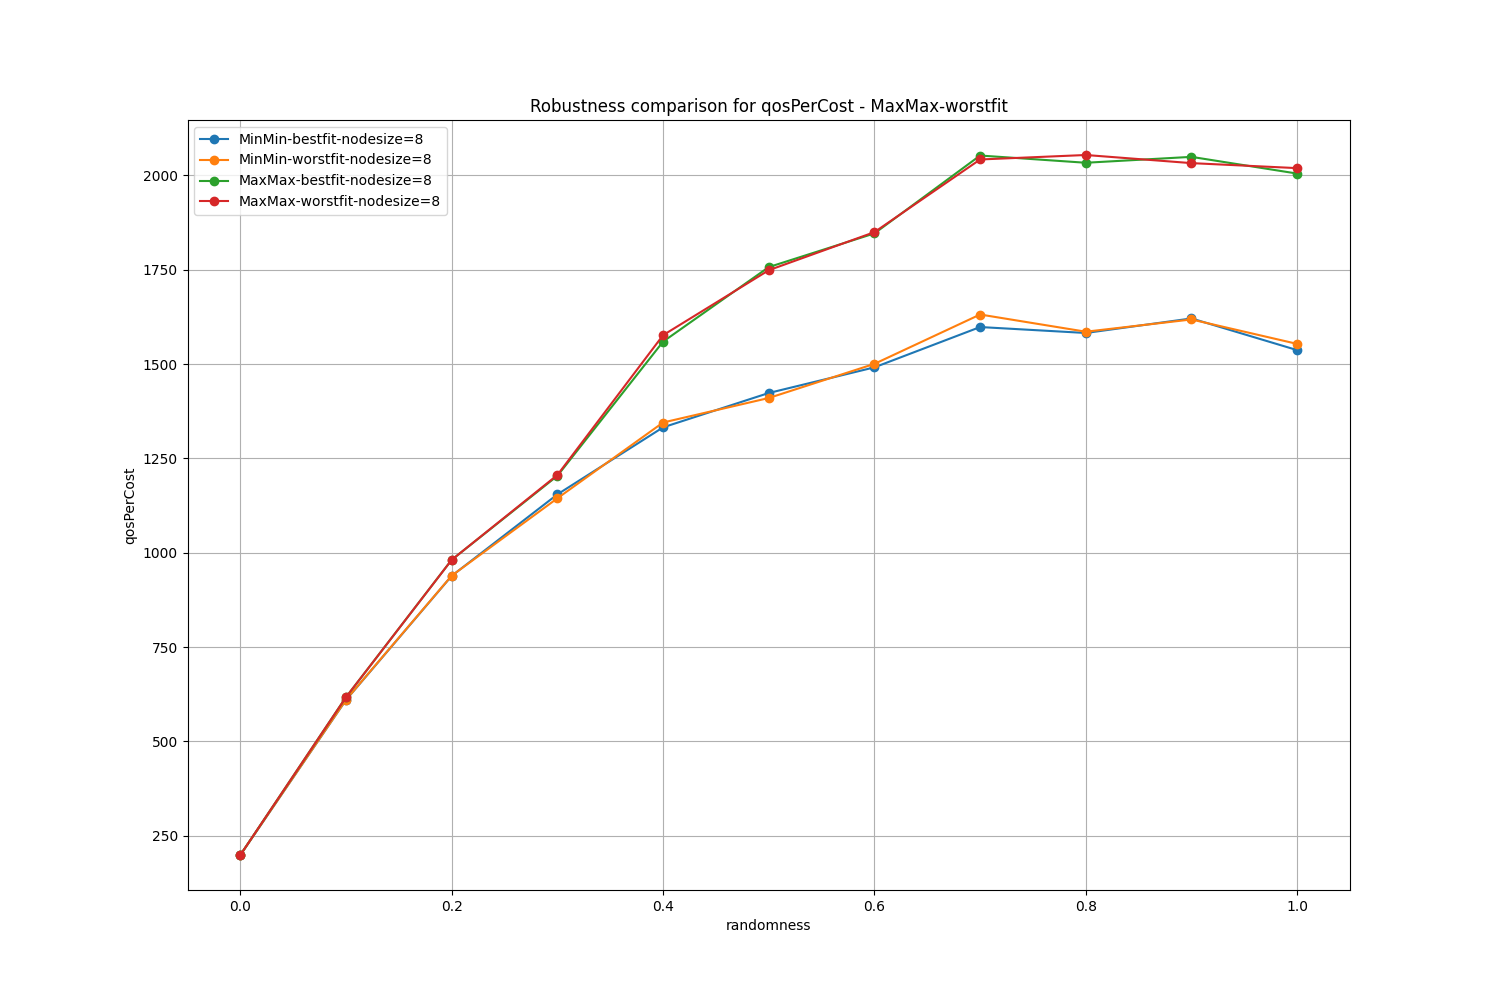 Robustness comparison for qosPerCost - MaxMax-worstfit
MinMin-bestfit-nodesize=8
MinMin-worstfit-nodesize=8
MaxMax-bestfit-nodesize=8
MaxMax-worstfit-nodesize=8
2000
1750
1500
1250
1000
750
500
250
qosPerCost
0.0 0.2 0.4 0.6 0.8 1.0
randomness